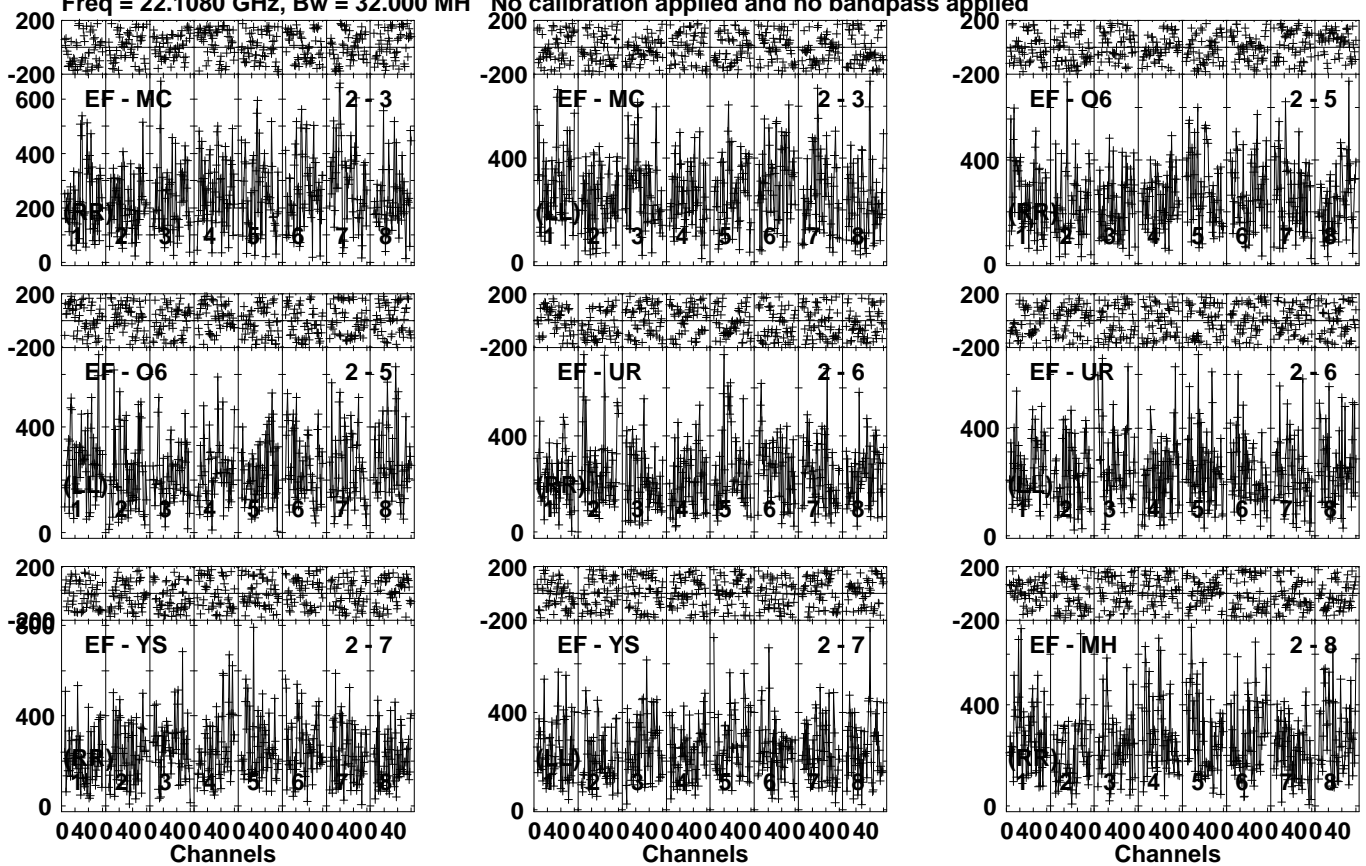 Freq = 22.1080 GHz, Bw = 32.000 MH No calibration applied and no bandpass applied
200
-200
EF - MC 2 - 3
600
400
200
0
(RR)
1 2 3 4 5 6 7 8
200
-200
EF - MC 2 - 3
400
0
(LL)
1 2 3 4 5 6 7 8
200
-200
EF - O6 2 - 5
400
0
(RR)
1 2 3 4 5 6 7 8
200
-200
EF - O6 2 - 5
400
0
(LL)
1 2 3 4 5 6 7 8
200
-200
EF - UR 2 - 6
400
0
(RR)
1 2 3 4 5 6 7 8
200
-200
EF - UR 2 - 6
400
0
(LL)
1 2 3 4 5 6 7 8
200
-200
800
EF - YS 2 - 7
400
0
(RR)
1 2 3 4 5 6 7 8
0 40 0 40 0 40 0 40 0 40 0 40 0 40 0 40
Channels
200
-200
EF - YS 2 - 7
400
0
(LL)
1 2 3 4 5 6 7 8
0 40 0 40 0 40 0 40 0 40 0 40 0 40 0 40
Channels
200
-200
EF - MH 2 - 8
400
0
(RR)
1 2 3 4 5 6 7 8
0 40 0 40 0 40 0 40 0 40 0 40 0 40 0 40
Channels